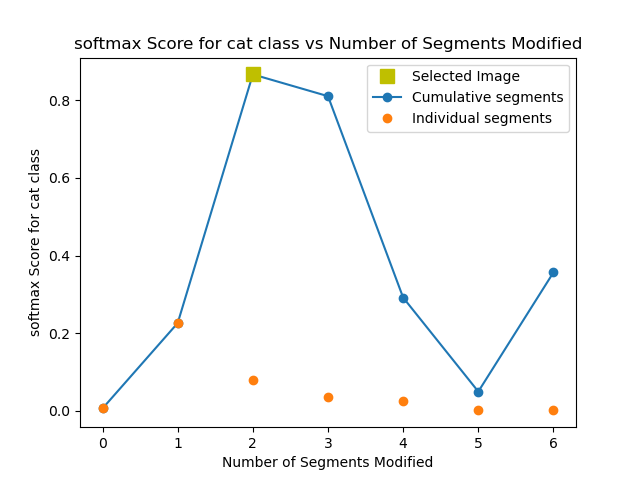 softmax Score for cat class vs Number of Segments Modified
Selected Image
Cumulative segments
Individual segments
softmax Score for cat class
0.8
0.6
0.4
0.2
0.0
0 1 2 3 4 5 6
Number of Segments Modified